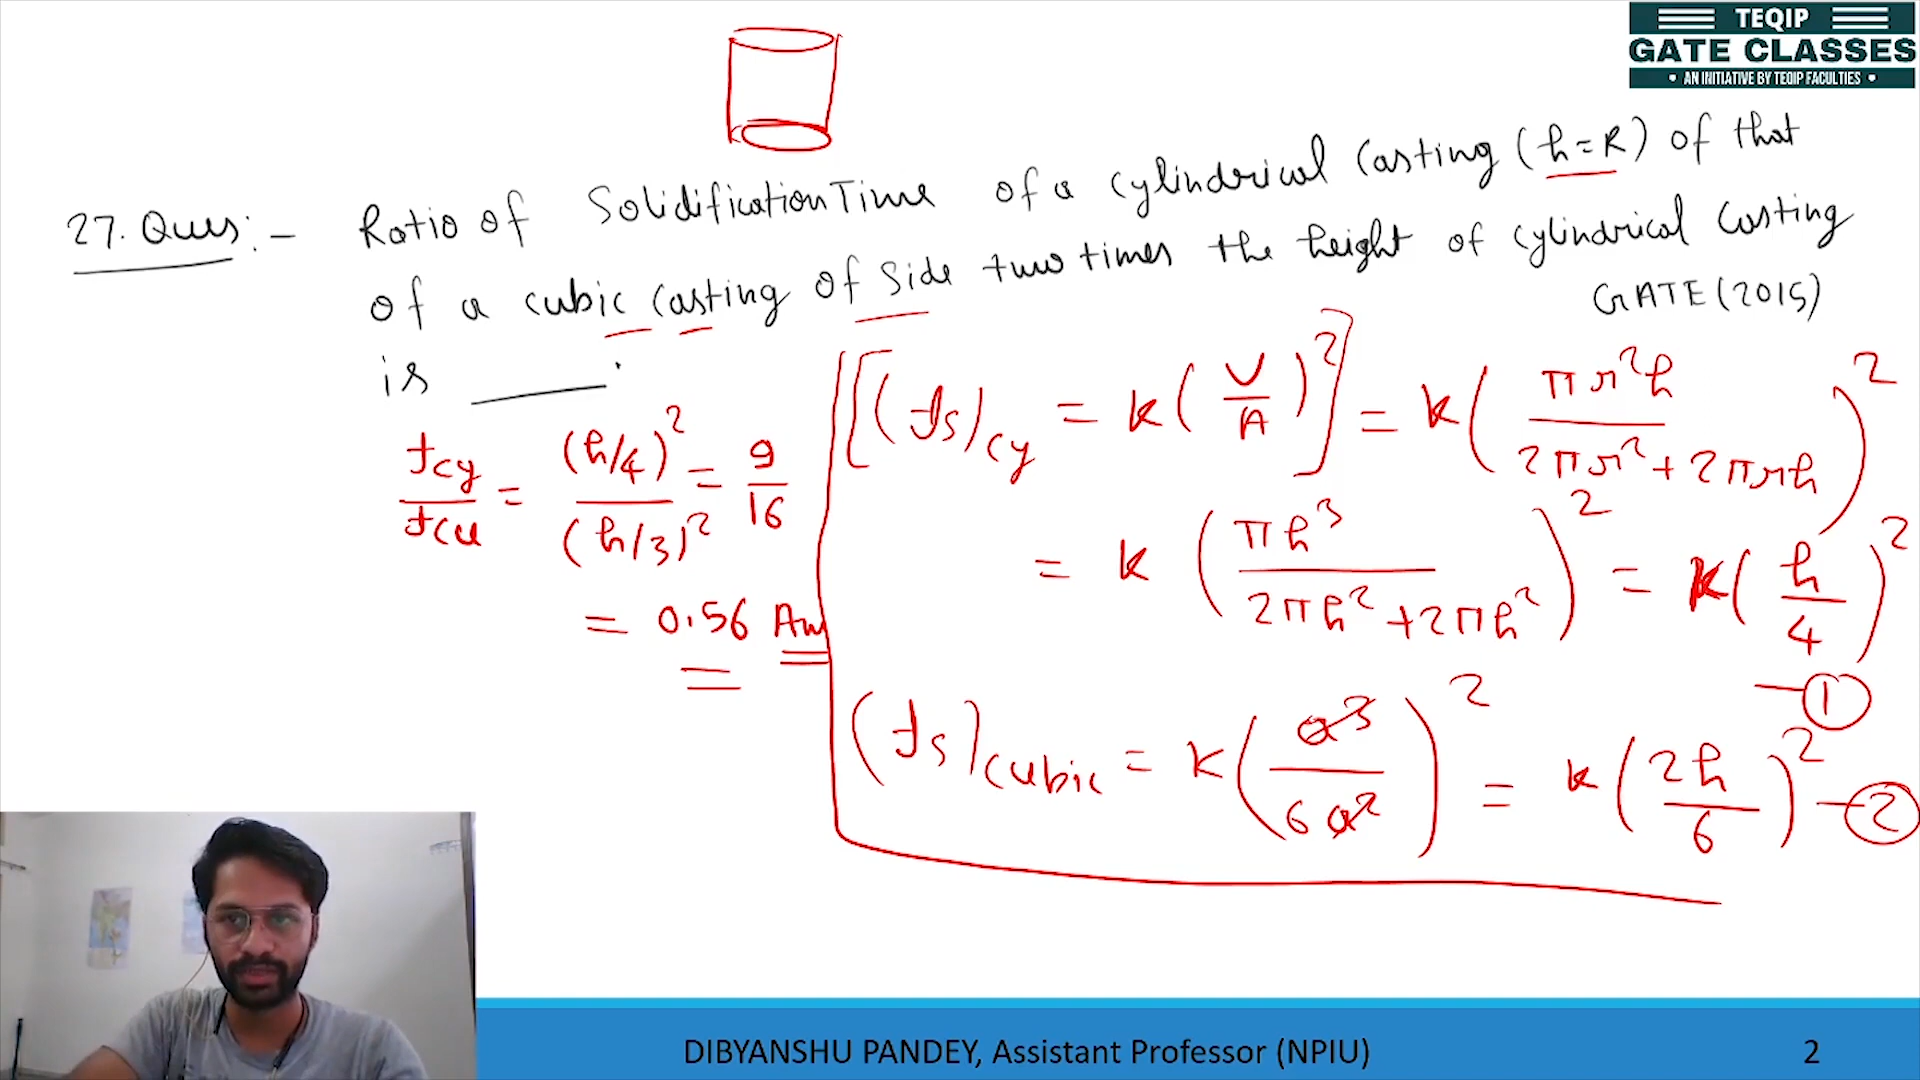 TEQIP
GATE CLASSES
• AN INITIATIVE BY TEQIP FACULTIES •
27. Ques:- Ratio of Solidification Time of a cylindrical Casting (h=R) of that
of a cubic casting of side two times the height of cylindrical Casting
is ______.
GATE (2015)
[(ts)cy = k(V/A)²] = k(πr²h / 2πr² + 2πrh)²
= k(πh³ / 2πh² + 2πh²)² = k(h/4)² —①
(ts)cubic = k(a³ / 6a²)² = k(2h/6)² —②
tcy/tcu = (h/4)² / (h/3)² = 9/16
= 0.56 Ans
DIBYANSHU PANDEY, Assistant Professor (NPIU)
2